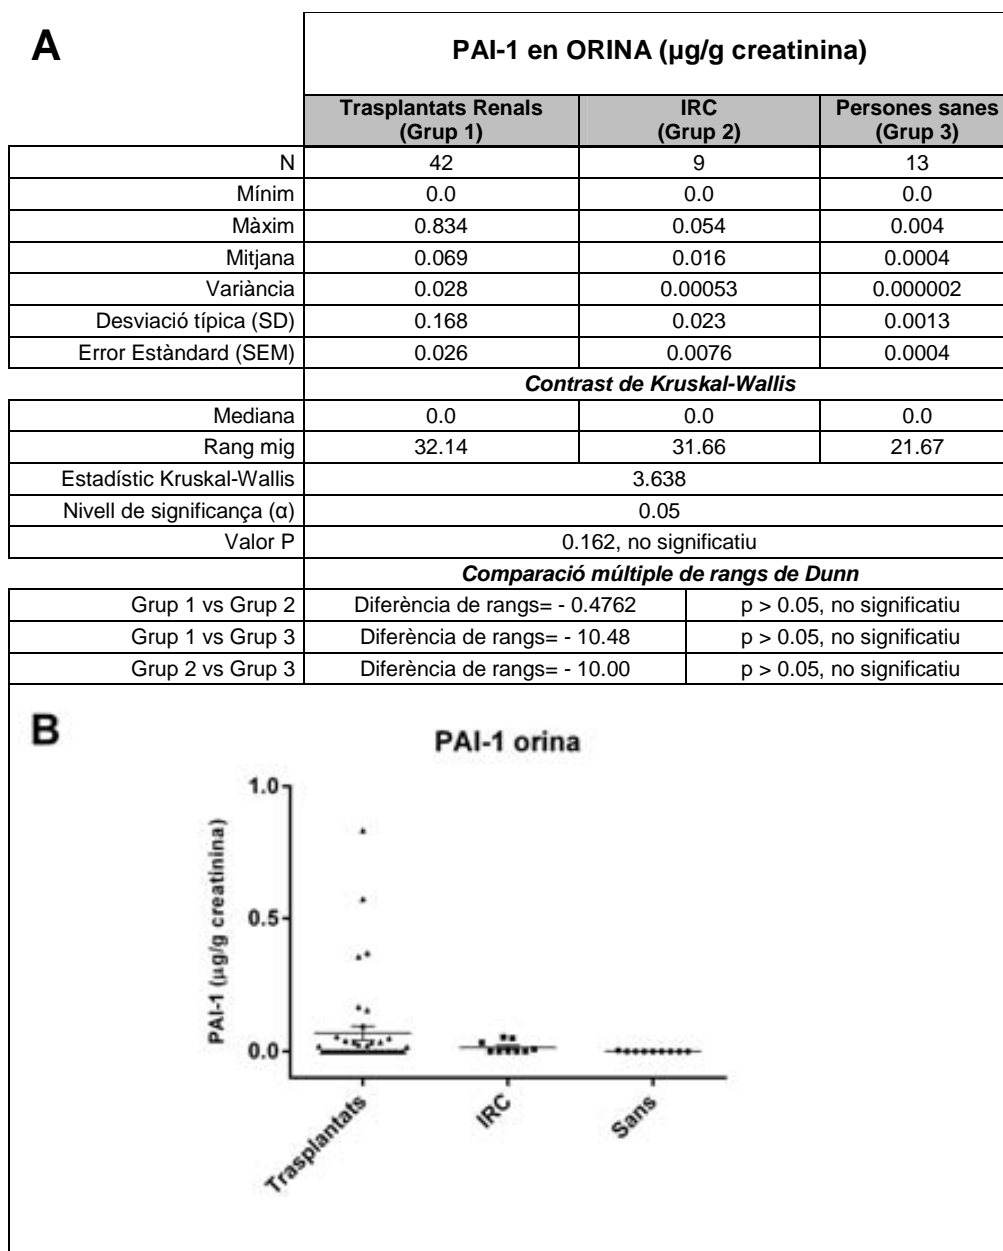 A
PAI-1 en ORINA (µg/g creatinina)
Trasplantats Renals (Grup 1) IRC (Grup 2) Persones sanes (Grup 3)
N 42 9 13
Mínim 0.0 0.0 0.0
Màxim 0.834 0.054 0.004
Mitjana 0.069 0.016 0.0004
Variància 0.028 0.00053 0.000002
Desviació típica (SD) 0.168 0.023 0.0013
Error Estàndard (SEM) 0.026 0.0076 0.0004
Contrast de Kruskal-Wallis
Mediana 0.0 0.0 0.0
Rang mig 32.14 31.66 21.67
Estadístic Kruskal-Wallis 3.638
Nivell de significança (α) 0.05
Valor P 0.162, no significatiu
Comparació múltiple de rangs de Dunn
Grup 1 vs Grup 2 Diferència de rangs= - 0.4762 p > 0.05, no significatiu
Grup 1 vs Grup 3 Diferència de rangs= - 10.48 p > 0.05, no significatiu
Grup 2 vs Grup 3 Diferència de rangs= - 10.00 p > 0.05, no significatiu
B
PAI-1 orina
PAI-1 (µg/g creatinina)
1.0
0.5
0.0
Trasplantats
IRC
Sans